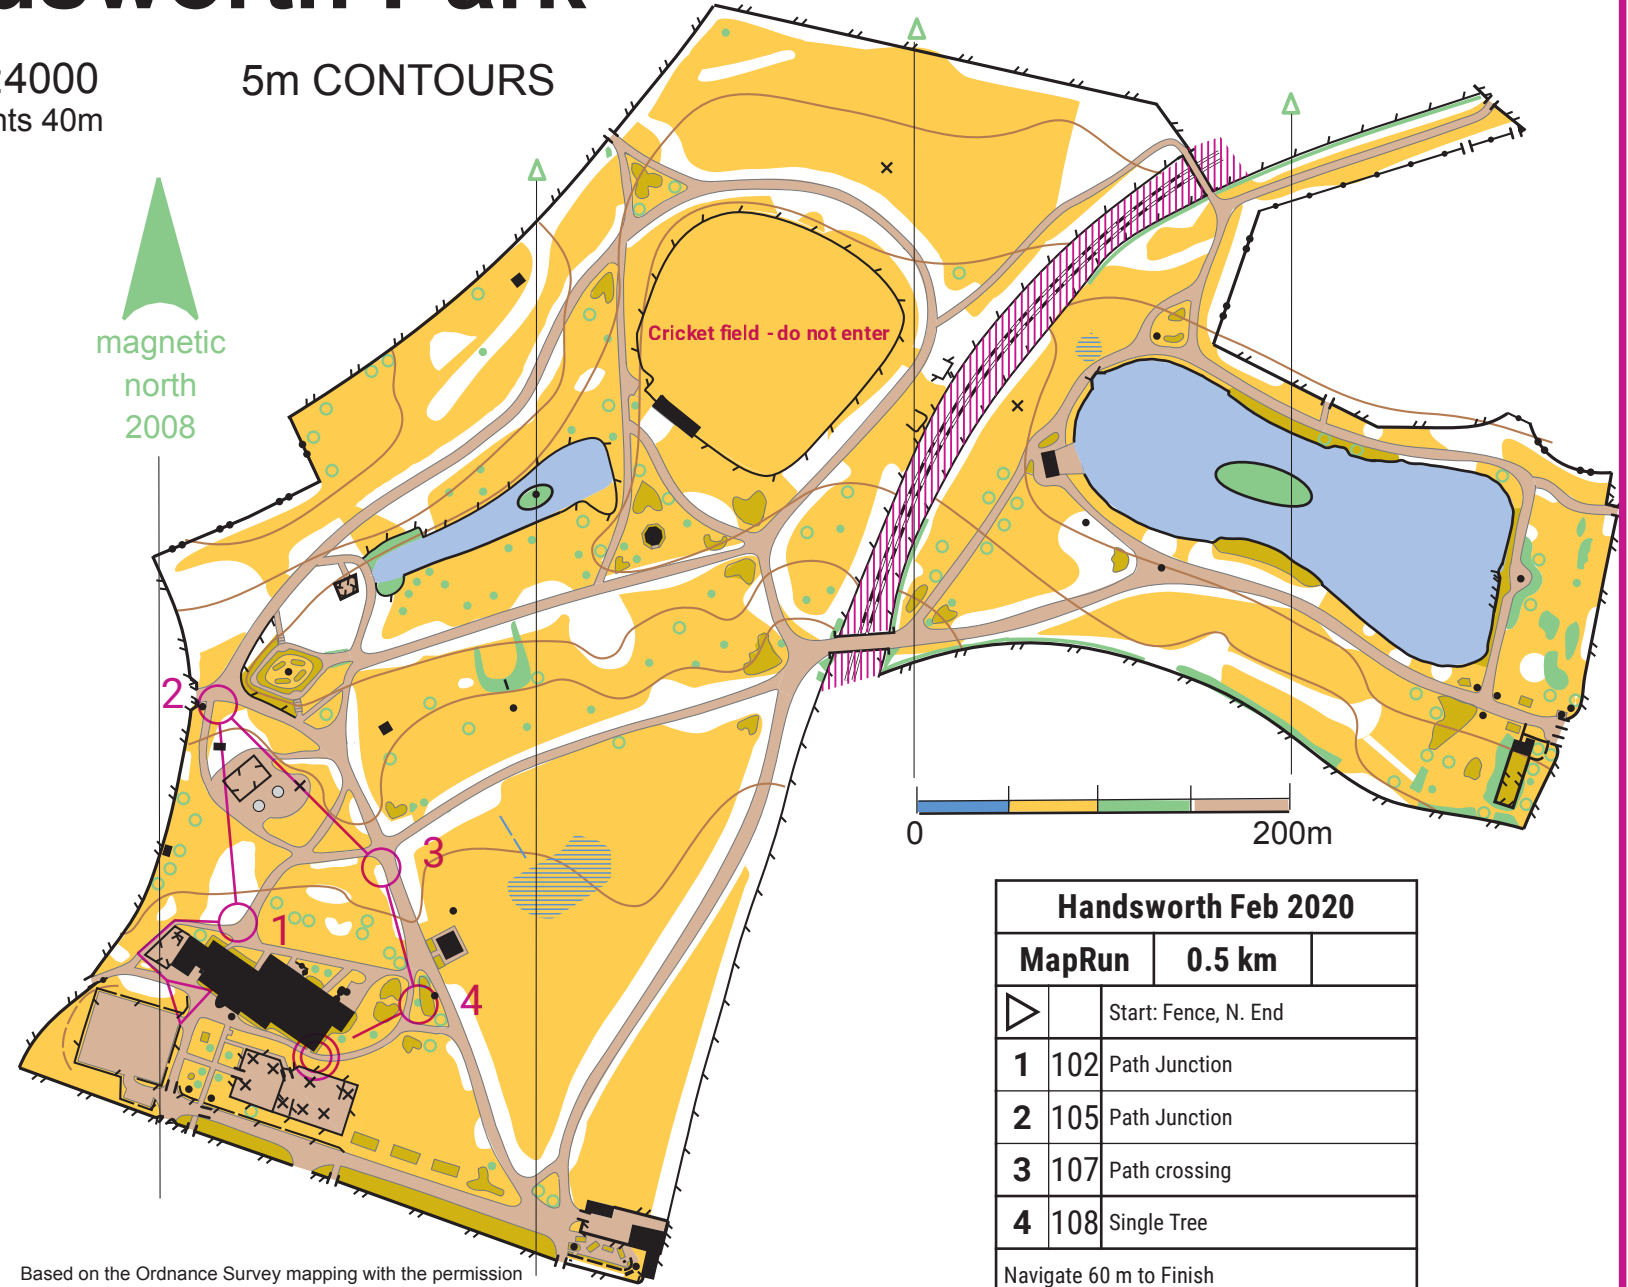 :4000
5m CONTOURS
40m
magnetic
north
2008
Cricket field - do not enter
2
3
1
4
0
200m
Handsworth Feb 2020
MapRun 0.5 km
Start: Fence, N. End
1 102 Path Junction
2 105 Path Junction
3 107 Path crossing
4 108 Single Tree
Navigate 60 m to Finish
Based on the Ordnance Survey mapping with the permission